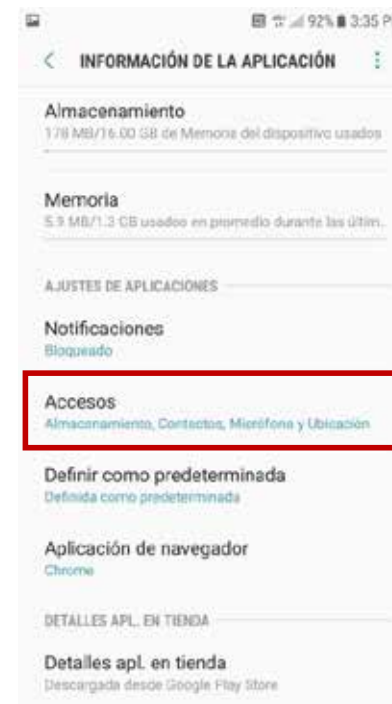 92% 3:35 P
INFORMACIÓN DE LA APLICACIÓN
Almacenamiento
178 MB/16.00 GB de Memoria del dispositivo usados
Memoria
5.9 MB/1.3 GB usados en promedio durante las últim.
AJUSTES DE APLICACIONES
Notificaciones
Bloqueado
Accesos
Almacenamiento, Contactos, Micrófono y Ubicación
Definir como predeterminada
Definida como predeterminada
Aplicación de navegador
Chrome
DETALLES APL. EN TIENDA
Detalles apl. en tienda
Descargada desde Google Play Store